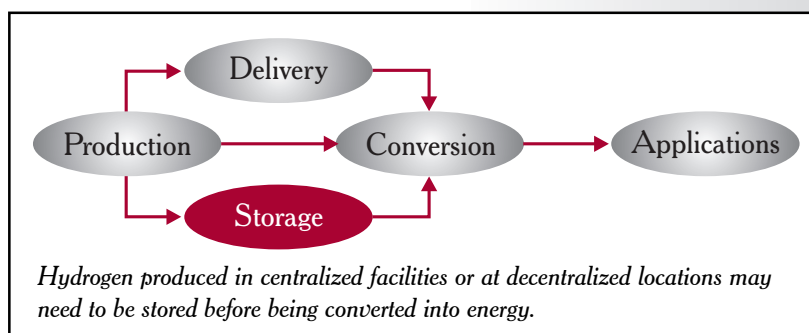 Delivery
Production
Conversion
Applications
Storage
Hydrogen produced in centralized facilities or at decentralized locations may
need to be stored before being converted into energy.